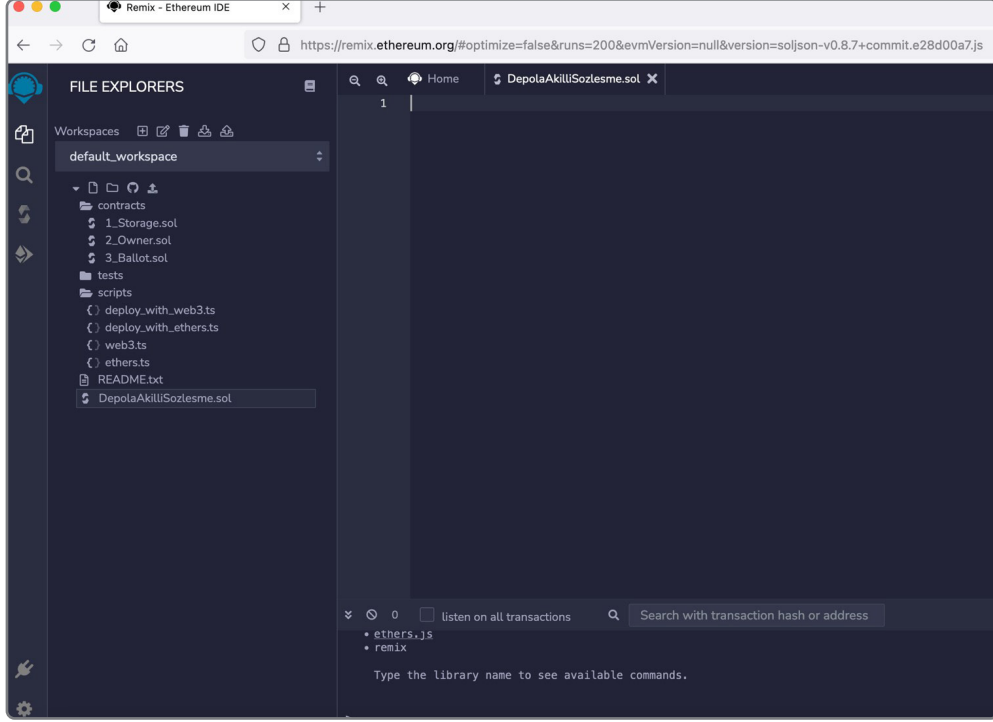 Remix - Ethereum IDE
https://remix.ethereum.org/#optimize=false&runs=200&evmVersion=null&version=soljson-v0.8.7+commit.e28d00a7.js
FILE EXPLORERS
Home
DepolaAkilliSozlesme.sol
1
Workspaces
default_workspace
contracts
1_Storage.sol
2_Owner.sol
3_Ballot.sol
tests
scripts
deploy_with_web3.ts
deploy_with_ethers.ts
web3.ts
ethers.ts
README.txt
DepolaAkilliSozlesme.sol
0 listen on all transactions Search with transaction hash or address
• ethers.js
• remix
Type the library name to see available commands.